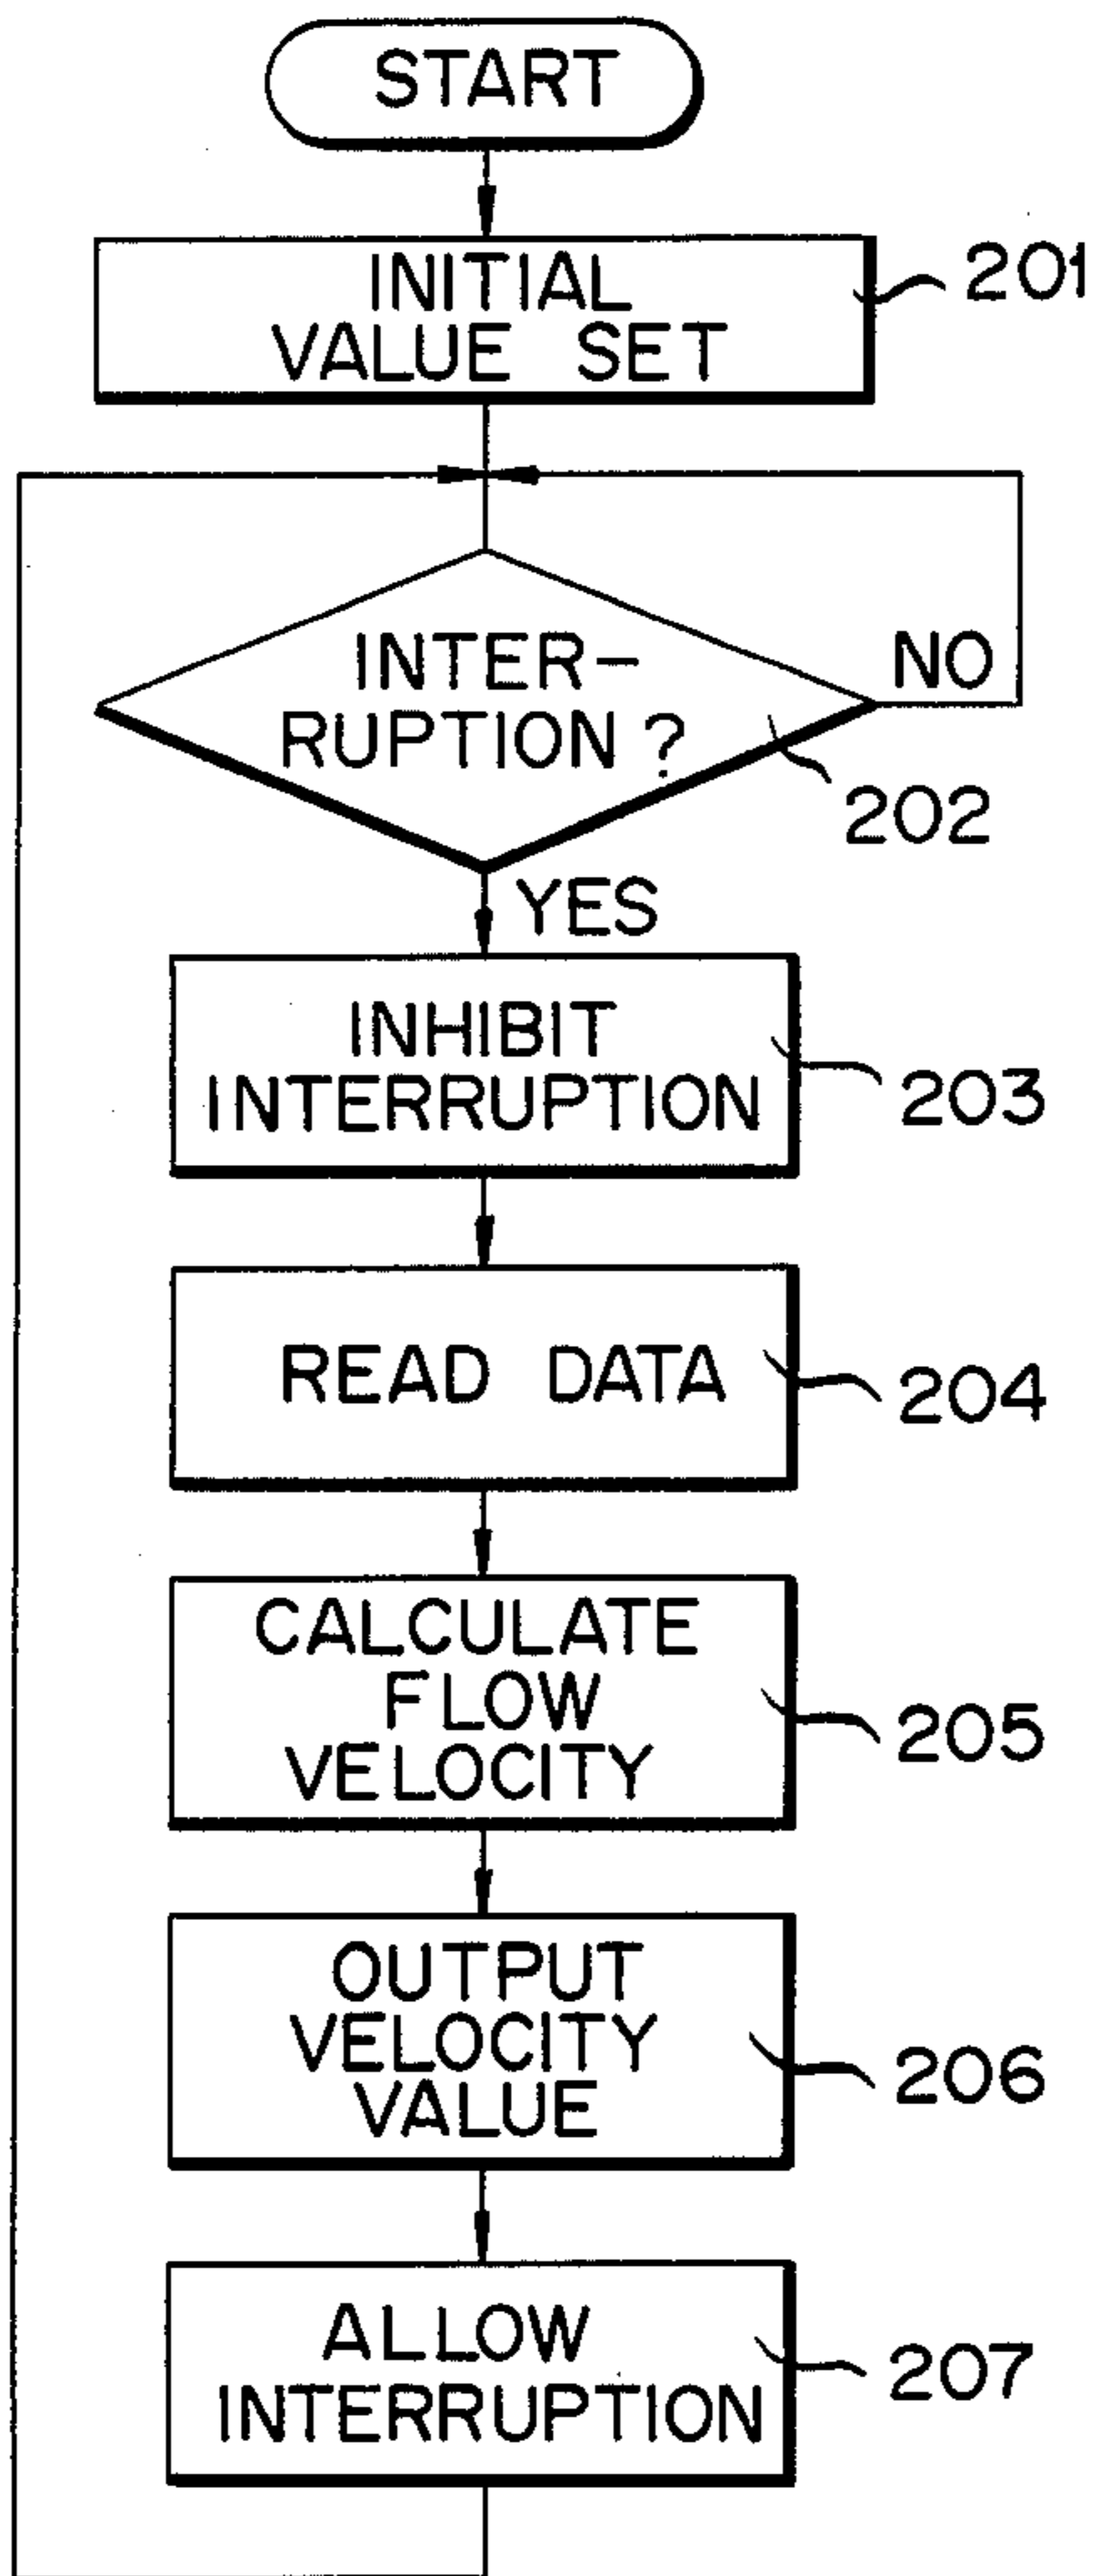 START
INITIAL
VALUE SET
201
INTER-
RUPTION?
NO
202
YES
INHIBIT
INTERRUPTION
203
READ DATA
204
CALCULATE
FLOW
VELOCITY
205
OUTPUT
VELOCITY
VALUE
206
ALLOW
INTERRUPTION
207